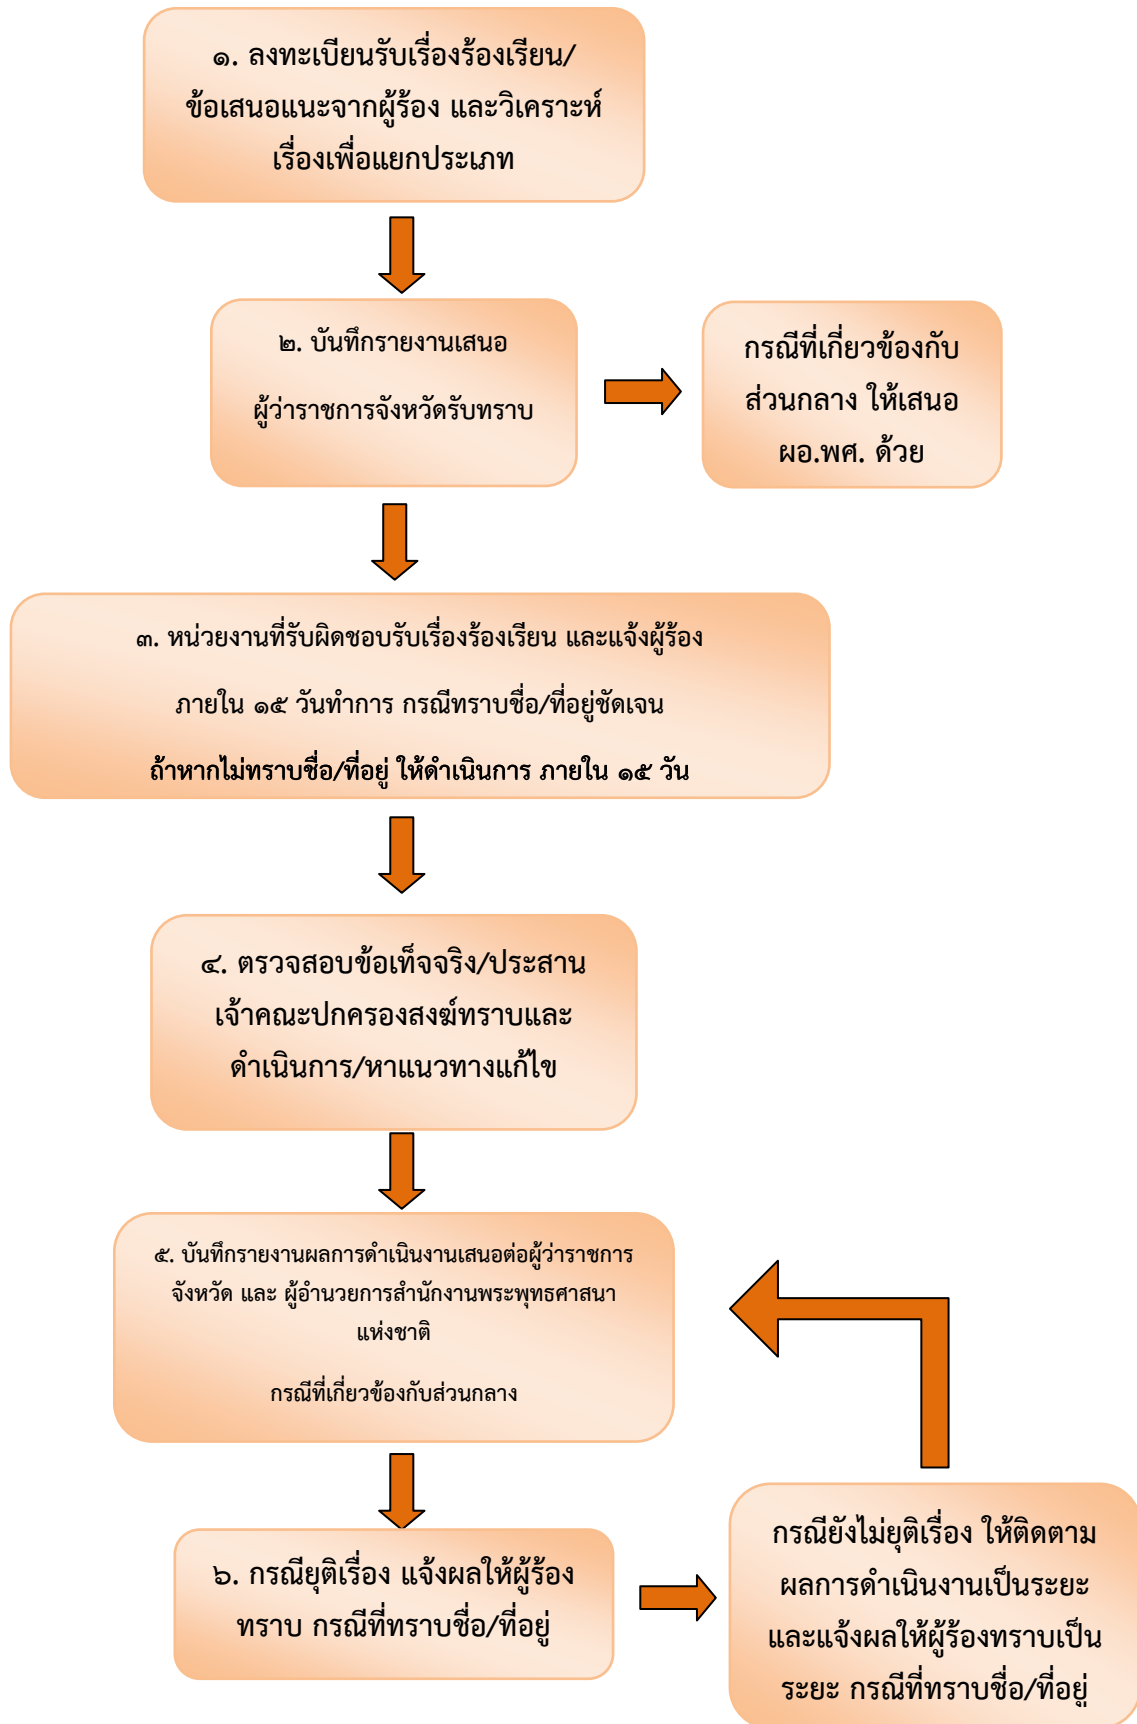 ๑. ลงทะเบียนรับเรื่องร้องเรียน/
ข้อเสนอแนะจากผู้ร้อง และวิเคราะห์
เรื่องเพื่อแยกประเภท
๒. บันทึกรายงานเสนอ
ผู้ว่าราชการจังหวัดรับทราบ
กรณีที่เกี่ยวข้องกับ
ส่วนกลาง ให้เสนอ
ผอ.พศ. ด้วย
๓. หน่วยงานที่รับผิดชอบรับเรื่องร้องเรียน และแจ้งผู้ร้อง
ภายใน ๑๕ วันทำการ กรณีทราบชื่อ/ที่อยู่ชัดเจน
ถ้าหากไม่ทราบชื่อ/ที่อยู่ ให้ดำเนินการ ภายใน ๑๕ วัน
๔. ตรวจสอบข้อเท็จจริง/ประสาน
เจ้าคณะปกครองสงฆ์ทราบและ
ดำเนินการ/หาแนวทางแก้ไข
๕. บันทึกรายงานผลการดำเนินงานเสนอต่อผู้ว่าราชการ
จังหวัด และ ผู้อำนวยการสำนักงานพระพุทธศาสนา
แห่งชาติ
กรณีที่เกี่ยวข้องกับส่วนกลาง
๖. กรณียุติเรื่อง แจ้งผลให้ผู้ร้อง
ทราบ กรณีที่ทราบชื่อ/ที่อยู่
กรณียังไม่ยุติเรื่อง ให้ติดตาม
ผลการดำเนินงานเป็นระยะ
และแจ้งผลให้ผู้ร้องทราบเป็น
ระยะ กรณีที่ทราบชื่อ/ที่อยู่